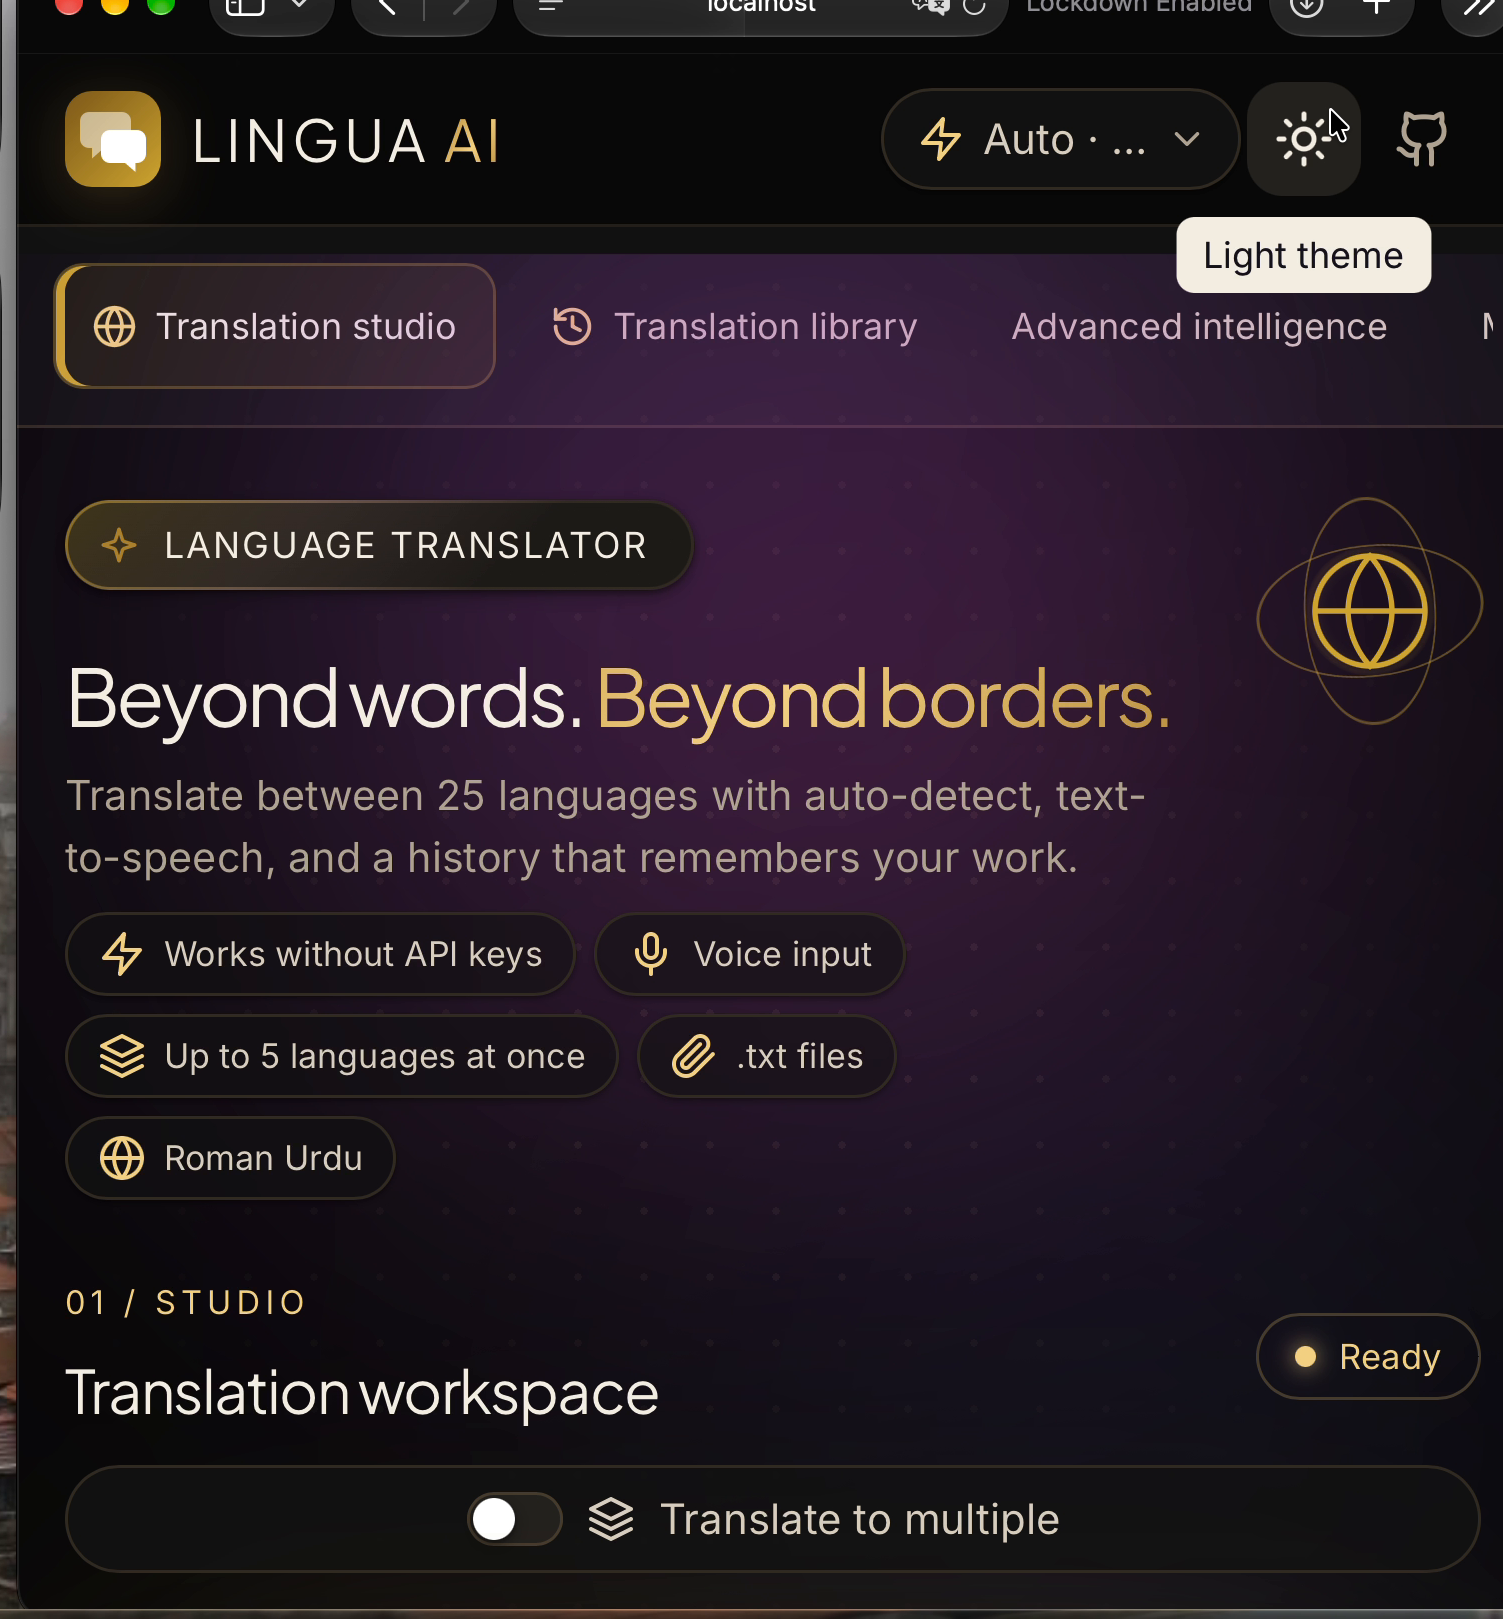 localhost
Lockdown Enabled
LINGUA AI
Auto · ...
Light theme
Translation studio
Translation library
Advanced intelligence
LANGUAGE TRANSLATOR
Beyond words. Beyond borders.
Translate between 25 languages with auto-detect, text-
to-speech, and a history that remembers your work.
Works without API keys
Voice input
Up to 5 languages at once
.txt files
Roman Urdu
01 / STUDIO
Translation workspace
Ready
Translate to multiple